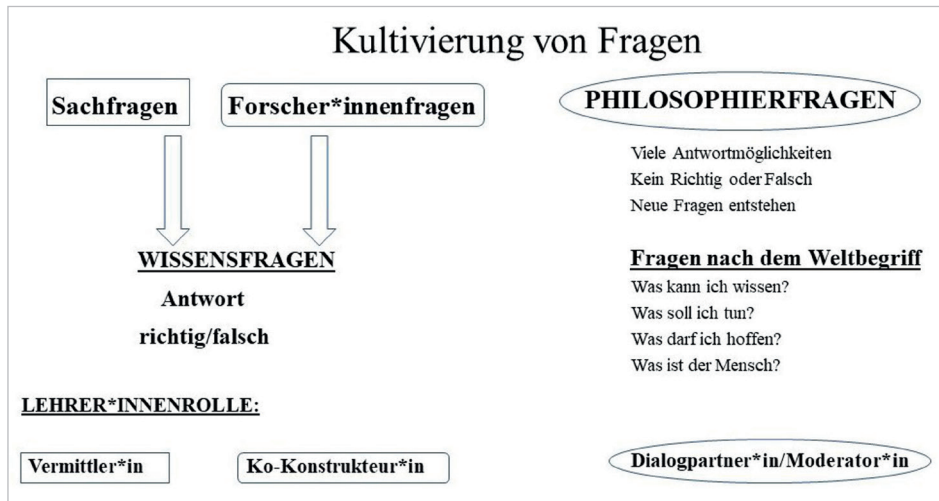 Kultivierung von Fragen
Sachfragen
Forscher*innenfragen
WISSENSFRAGEN
Antwort
richtig/falsch
PHILOSOPHIERFRAGEN
Viele Antwortmöglichkeiten
Kein Richtig oder Falsch
Neue Fragen entstehen
Fragen nach dem Weltbegriff
Was kann ich wissen?
Was soll ich tun?
Was darf ich hoffen?
Was ist der Mensch?
LEHRER*INNENROLLE:
Vermittler*in
Ko-Konstrukteur*in
Dialogpartner*in/Moderator*in